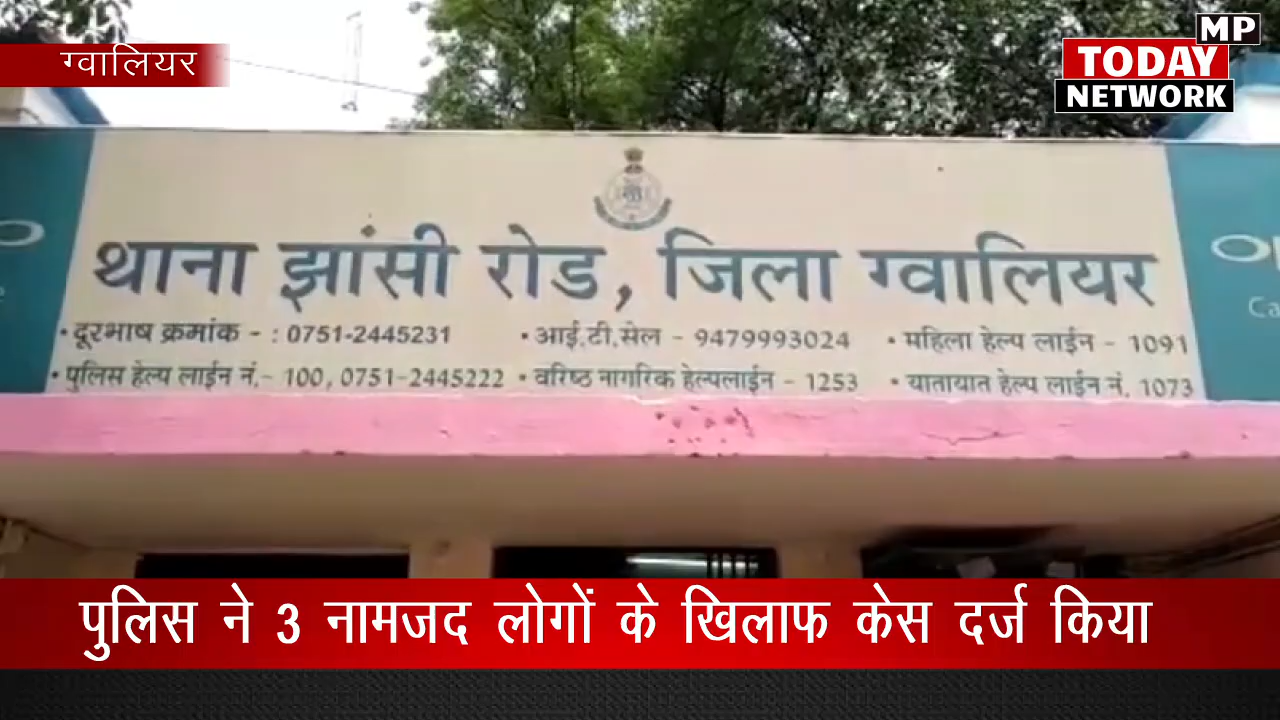 MP
ग्वालियर
TODAY
NETWORK
थाना झांसी रोड, जिला ग्वालियर
• दूरभाष क्रमांक - : 0751-2445231 • आई.टी.सेल - 9479993024 • महिला हेल्प लाईन - 1091
• पुलिस हेल्प लाईन नं.- 100, 0751-2445222 • वरिष्ठ नागरिक हेल्पलाईन - 1253 • यातायात हेल्प लाईन नं. 1073
पुलिस ने 3 नामजद लोगों के खिलाफ केस दर्ज किया